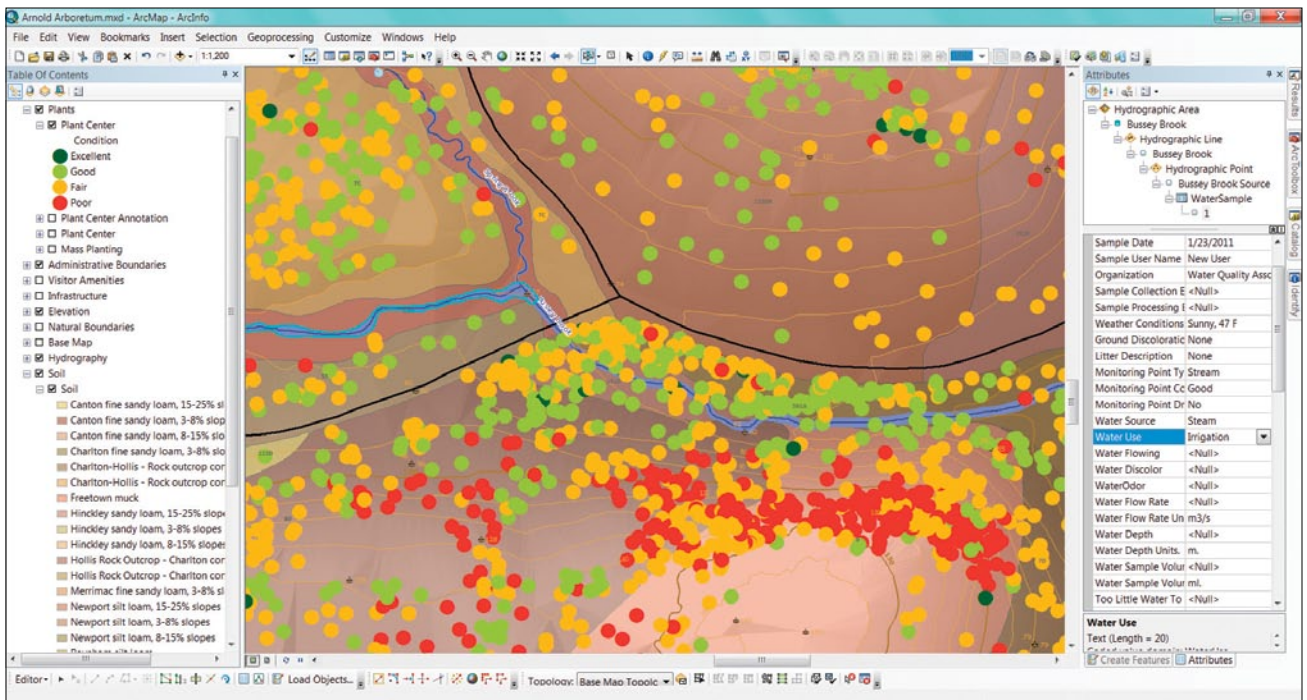 Arnold Arboretum.mxd - ArcMap - ArcInfo
File Edit View Bookmarks Insert Selection Geoprocessing Customize Windows Help
1:1,200
Table Of Contents
Plants
Plant Center
Condition
Excellent
Good
Fair
Poor
Plant Center Annotation
Plant Center
Mass Planting
Administrative Boundaries
Visitor Amenities
Infrastructure
Elevation
Natural Boundaries
Base Map
Hydrography
Soil
Soil
Canton fine sandy loam, 15-25% sl
Canton fine sandy loam, 3-8% slop
Canton fine sandy loam, 8-15% slo
Charlton fine sandy loam, 3-8% slo
Charlton-Hollis - Rock outcrop cor
Charlton-Hollis - Rock outcrop cor
Freetown muck
Hinckley sandy loam, 15-25% slope
Hinckley sandy loam, 3-8% slopes
Hinckley sandy loam, 8-15% slopes
Hollis Rock Outcrop - Charlton cor
Hollis Rock Outcrop - Charlton cor
Merrimac fine sandy loam, 3-8% sl
Newport silt loam, 15-25% slopes
Newport silt loam, 3-8% slopes
Newport silt loam, 8-15% slopes
Attributes
Hydrographic Area
Bussey Brook
Hydrographic Line
Bussey Brook
Hydrographic Point
Bussey Brook Source
WaterSample
1
Sample Date 1/23/2011
Sample User Name New User
Organization Water Quality Assc
Sample Collection E <Null>
Sample Processing E <Null>
Weather Conditions Sunny, 47 F
Ground Discoloratic None
Litter Description None
Monitoring Point Ty Stream
Monitoring Point Cc Good
Monitoring Point Dr No
Water Source Steam
Water Use Irrigation
Water Flowing <Null>
Water Discolor <Null>
WaterOdor <Null>
Water Flow Rate <Null>
Water Flow Rate Un m3/s
Water Depth <Null>
Water Depth Units. m.
Water Sample Volur <Null>
Water Sample Volur ml.
Too Little Water To <Null>
Water Use
Text (Length = 20)
Create Features Attributes
Results
ArcToolbox
Catalog
Identify
Editor Load Objects... Topology: Base Map Topolc